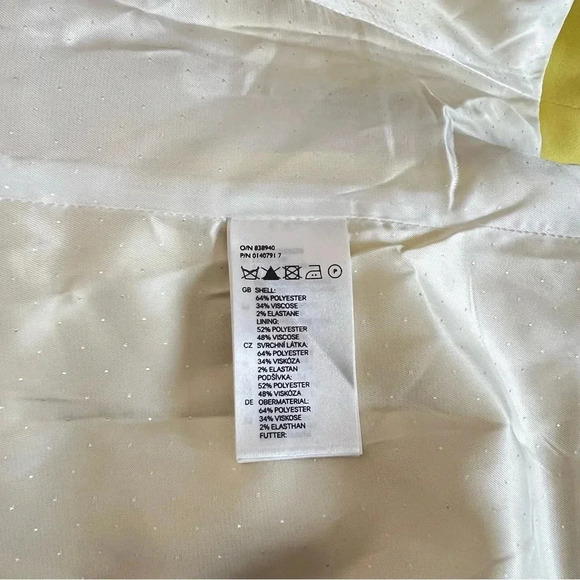 O/N 838940
P/N 0140791 7
P
GB SHELL:
64% POLYESTER
34% VISCOSE
2% ELASTANE
LINING:
52% POLYESTER
48% VISCOSE
CZ SVRCHNÍ LÁTKA:
64% POLYESTER
34% VISKÓZA
2% ELASTAN
PODŠÍVKA:
52% POLYESTER
48% VISKÓZA
DE OBERMATERIAL:
64% POLYESTER
34% VISKOSE
2% ELASTHAN
FUTTER: